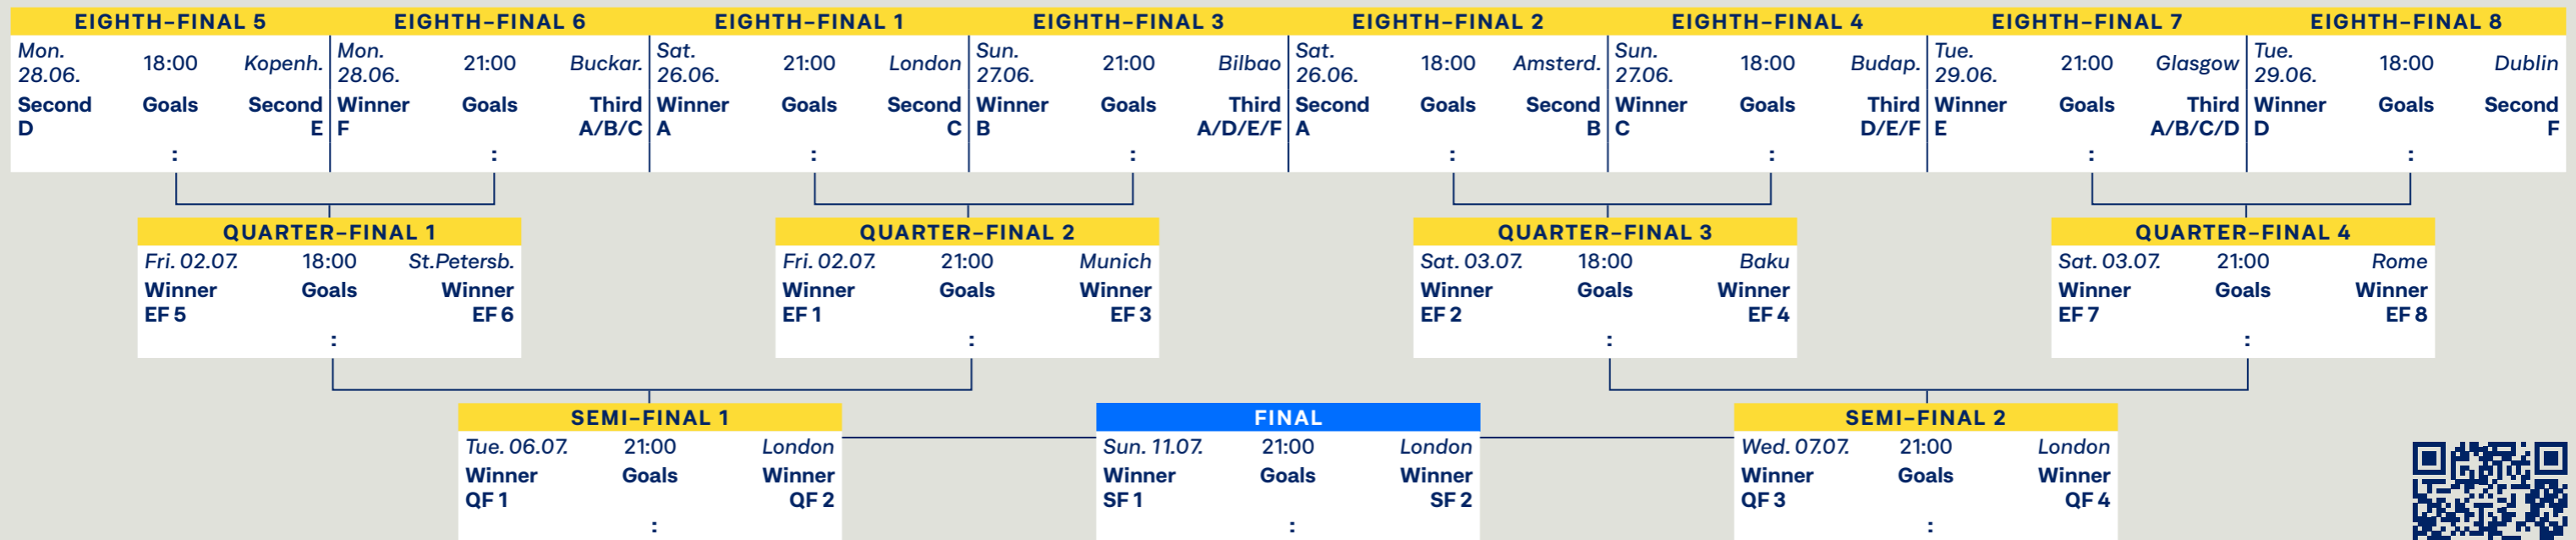 EIGHTH-FINAL 5
Mon. 28.06. 18:00 Kopenh.
Second D Goals Second E
:
EIGHTH-FINAL 6
Mon. 28.06. 21:00 Buckar.
Winner F Goals Third A/B/C
:
EIGHTH-FINAL 1
Sat. 26.06. 21:00 London
Winner A Goals Second C
:
EIGHTH-FINAL 3
Sun. 27.06. 21:00 Bilbao
Winner B Goals Third A/D/E/F
:
EIGHTH-FINAL 2
Sat. 26.06. 18:00 Amsterd.
Second A Goals Second B
:
EIGHTH-FINAL 4
Sun. 27.06. 18:00 Budap.
Winner C Goals Third D/E/F
:
EIGHTH-FINAL 7
Tue. 29.06. 21:00 Glasgow
Winner E Goals Third A/B/C/D
:
EIGHTH-FINAL 8
Tue. 29.06. 18:00 Dublin
Winner D Goals Second F
:
QUARTER-FINAL 1
Fri. 02.07. 18:00 St.Petersb.
Winner EF 5 Goals Winner EF 6
:
QUARTER-FINAL 2
Fri. 02.07. 21:00 Munich
Winner EF 1 Goals Winner EF 3
:
QUARTER-FINAL 3
Sat. 03.07. 18:00 Baku
Winner EF 2 Goals Winner EF 4
:
QUARTER-FINAL 4
Sat. 03.07. 21:00 Rome
Winner EF 7 Goals Winner EF 8
:
SEMI-FINAL 1
Tue. 06.07. 21:00 London
Winner QF 1 Goals Winner QF 2
:
FINAL
Sun. 11.07. 21:00 London
Winner SF 1 Goals Winner SF 2
:
SEMI-FINAL 2
Wed. 07.07. 21:00 London
Winner QF 3 Goals Winner QF 4
: